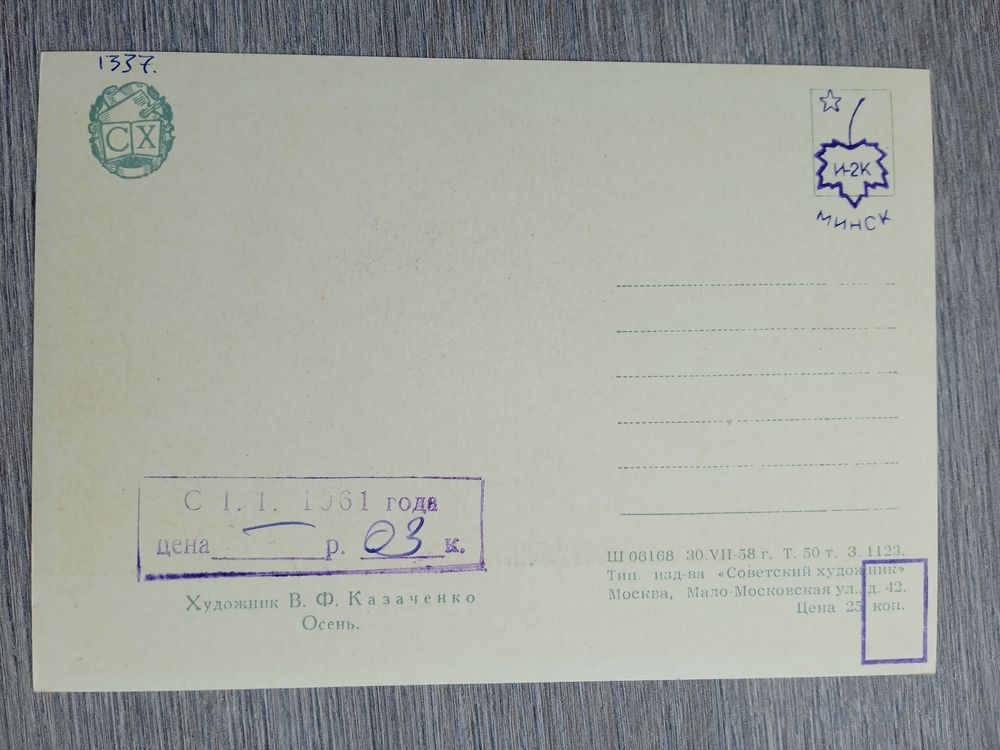 1337.
СХ
И-2К
МИНСК
С 1. 1. 1961 года
цена — р. 03 к.
Художник В. Ф. Казаченко
Осень.
Ш 06168 30.VII-58 г. Т. 50 т. З. 1123.
Тип. изд-ва «Советский художник»
Москва, Мало-Московская ул., д. 42.
Цена 25 коп.